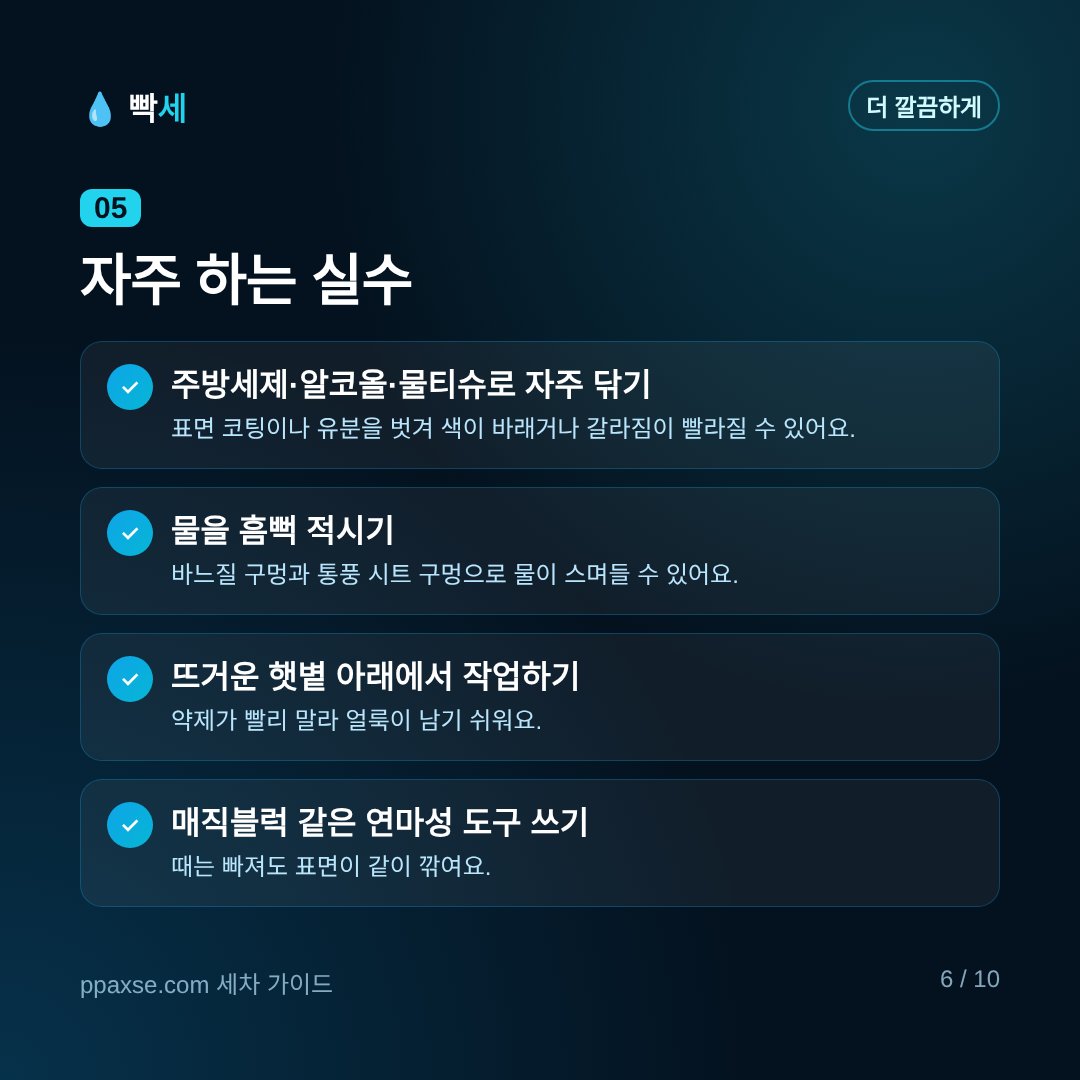 빡세
더 깔끔하게
05
자주 하는 실수
주방세제·알코올·물티슈로 자주 닦기
표면 코팅이나 유분을 벗겨 색이 바래거나 갈라짐이 빨라질 수 있어요.
물을 흠뻑 적시기
바느질 구멍과 통풍 시트 구멍으로 물이 스며들 수 있어요.
뜨거운 햇볕 아래에서 작업하기
약제가 빨리 말라 얼룩이 남기 쉬워요.
매직블럭 같은 연마성 도구 쓰기
때는 빠져도 표면이 같이 깎여요.
ppaxse.com 세차 가이드
6 / 10